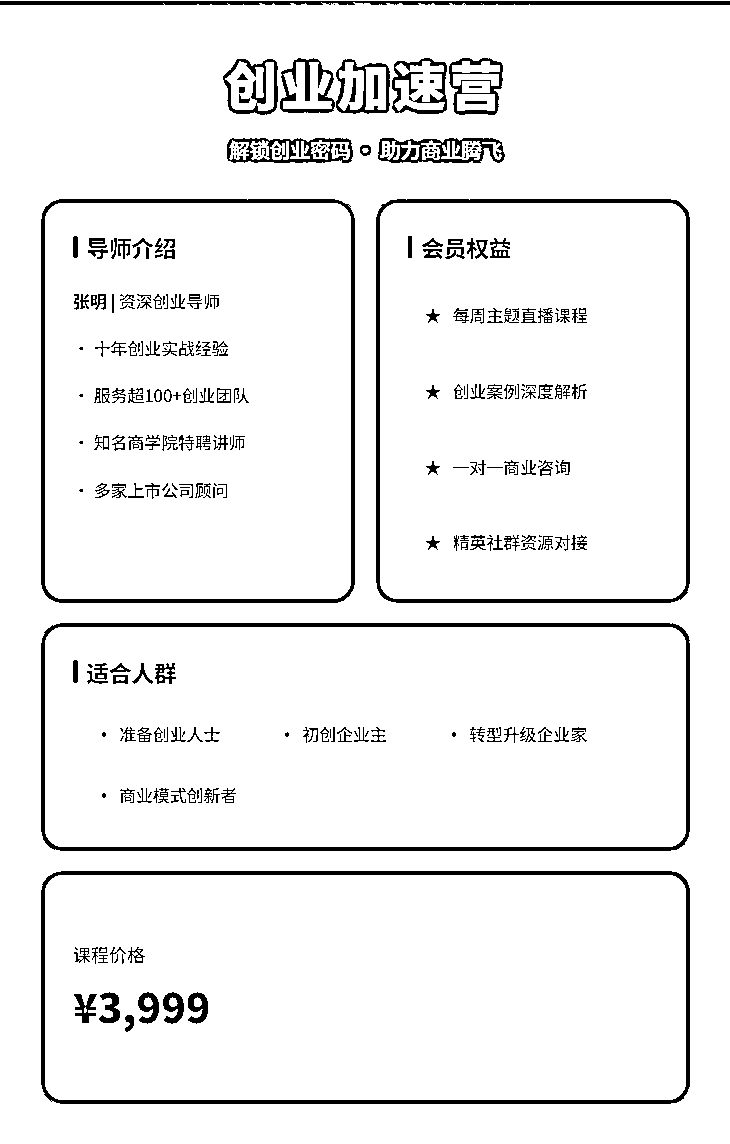 创业加速营
解锁创业密码 • 助力商业腾飞
导师介绍
张明 | 资深创业导师
• 十年创业实战经验
• 服务超100+创业团队
• 知名商学院特聘讲师
• 多家上市公司顾问
会员权益
★ 每周主题直播课程
★ 创业案例深度解析
★ 一对一商业咨询
★ 精英社群资源对接
适合人群
• 准备创业人士 • 初创企业主 • 转型升级企业家
• 商业模式创新者
课程价格
¥3,999